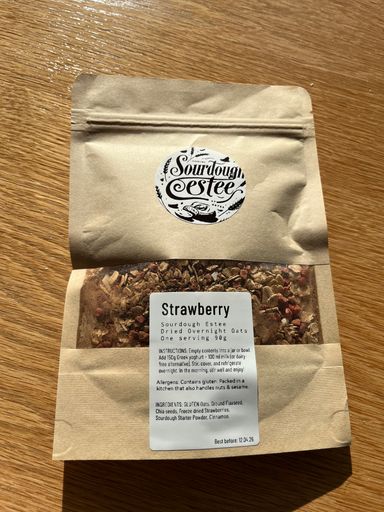 Sourdough
estee
Strawberry
Sourdough Estee
Dried Overnight Oats
One serving 90g
INSTRUCTIONS: Empty contents into a jar or bowl.
Add 150g Greek yoghurt + 100 ml milk (or dairy
free alternative). Stir, cover, and refrigerate
overnight. In the morning, stir well and enjoy!
Allergens: Contains gluten. Packed in a
kitchen that also handles nuts & sesame.
INGREDIENTS: GLUTEN Oats, Ground Flaxseed,
Chia seeds, Freeze dried Strawberries,
Sourdough Starter Powder, Cinnamon.
Best before: 12.04.26